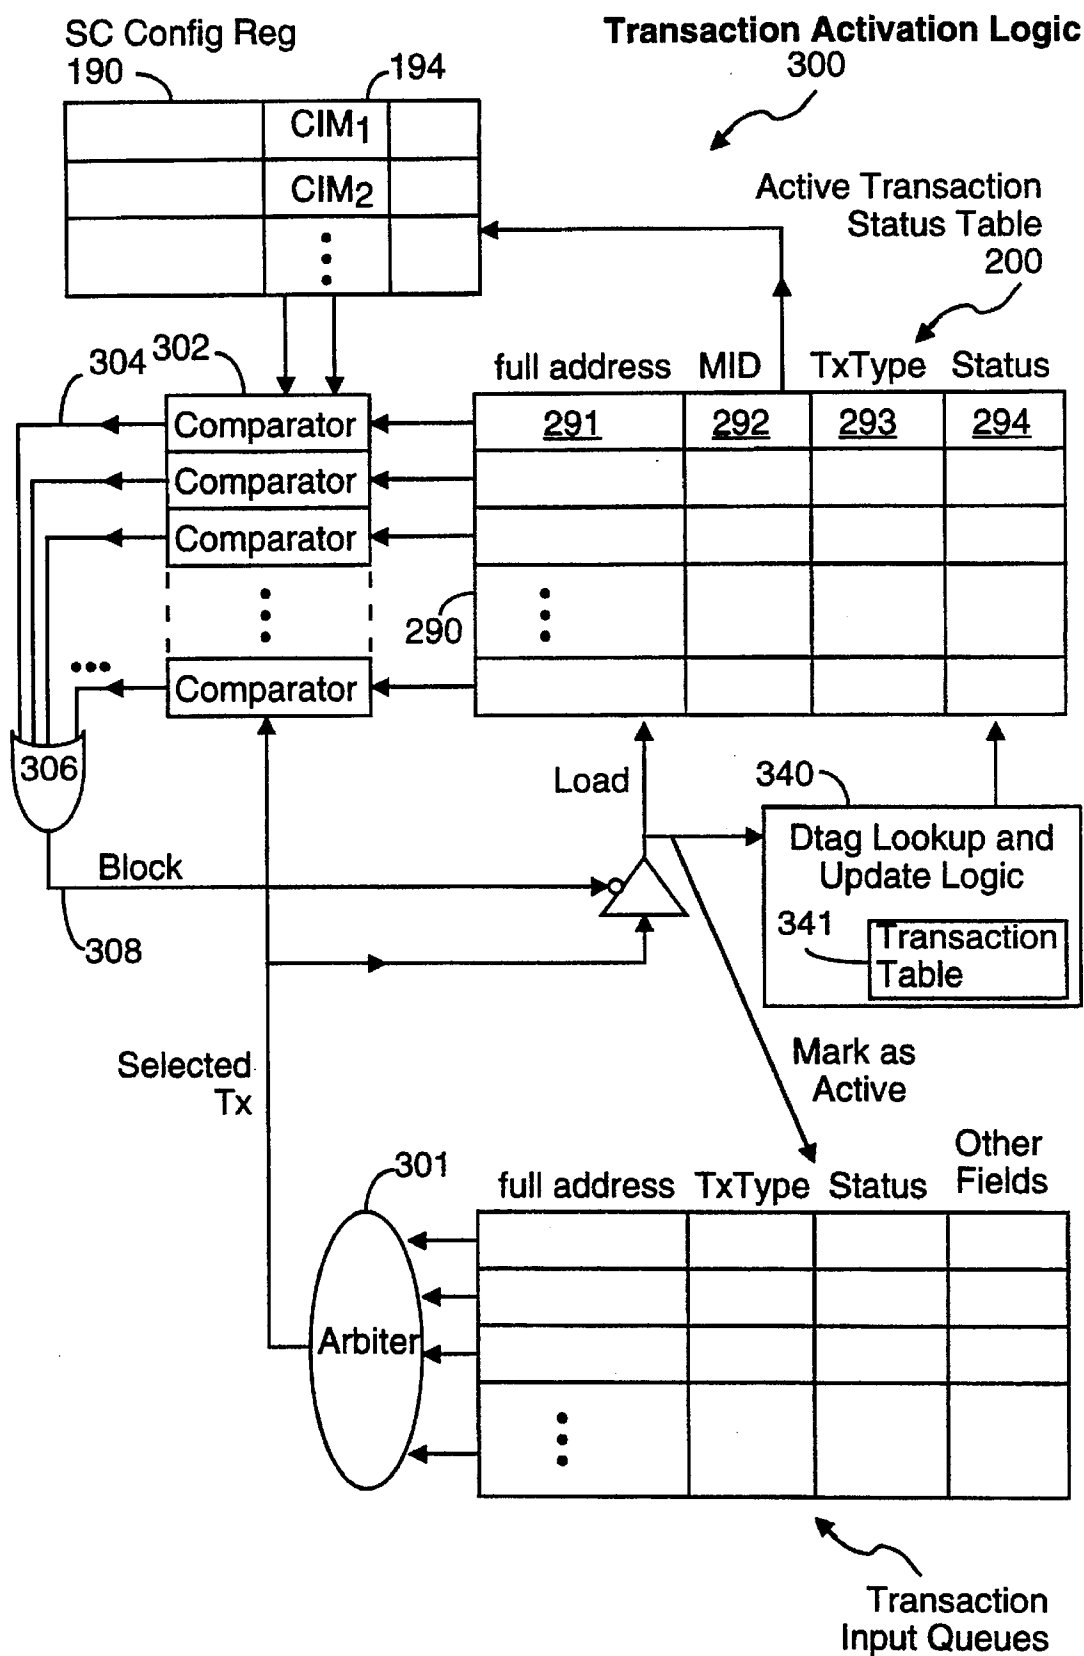 SC Config Reg
190
194
Transaction Activation Logic
300
CIM1
CIM2
Active Transaction
Status Table
200
304
302
full address
MID
TxType
Status
Comparator
Comparator
Comparator
Comparator
291
292
293
294
290
306
Load
340
Dtag Lookup and
Update Logic
341
Transaction
Table
Block
308
Selected
Tx
Mark as
Active
301
Arbiter
full address
TxType
Status
Other
Fields
Transaction
Input Queues